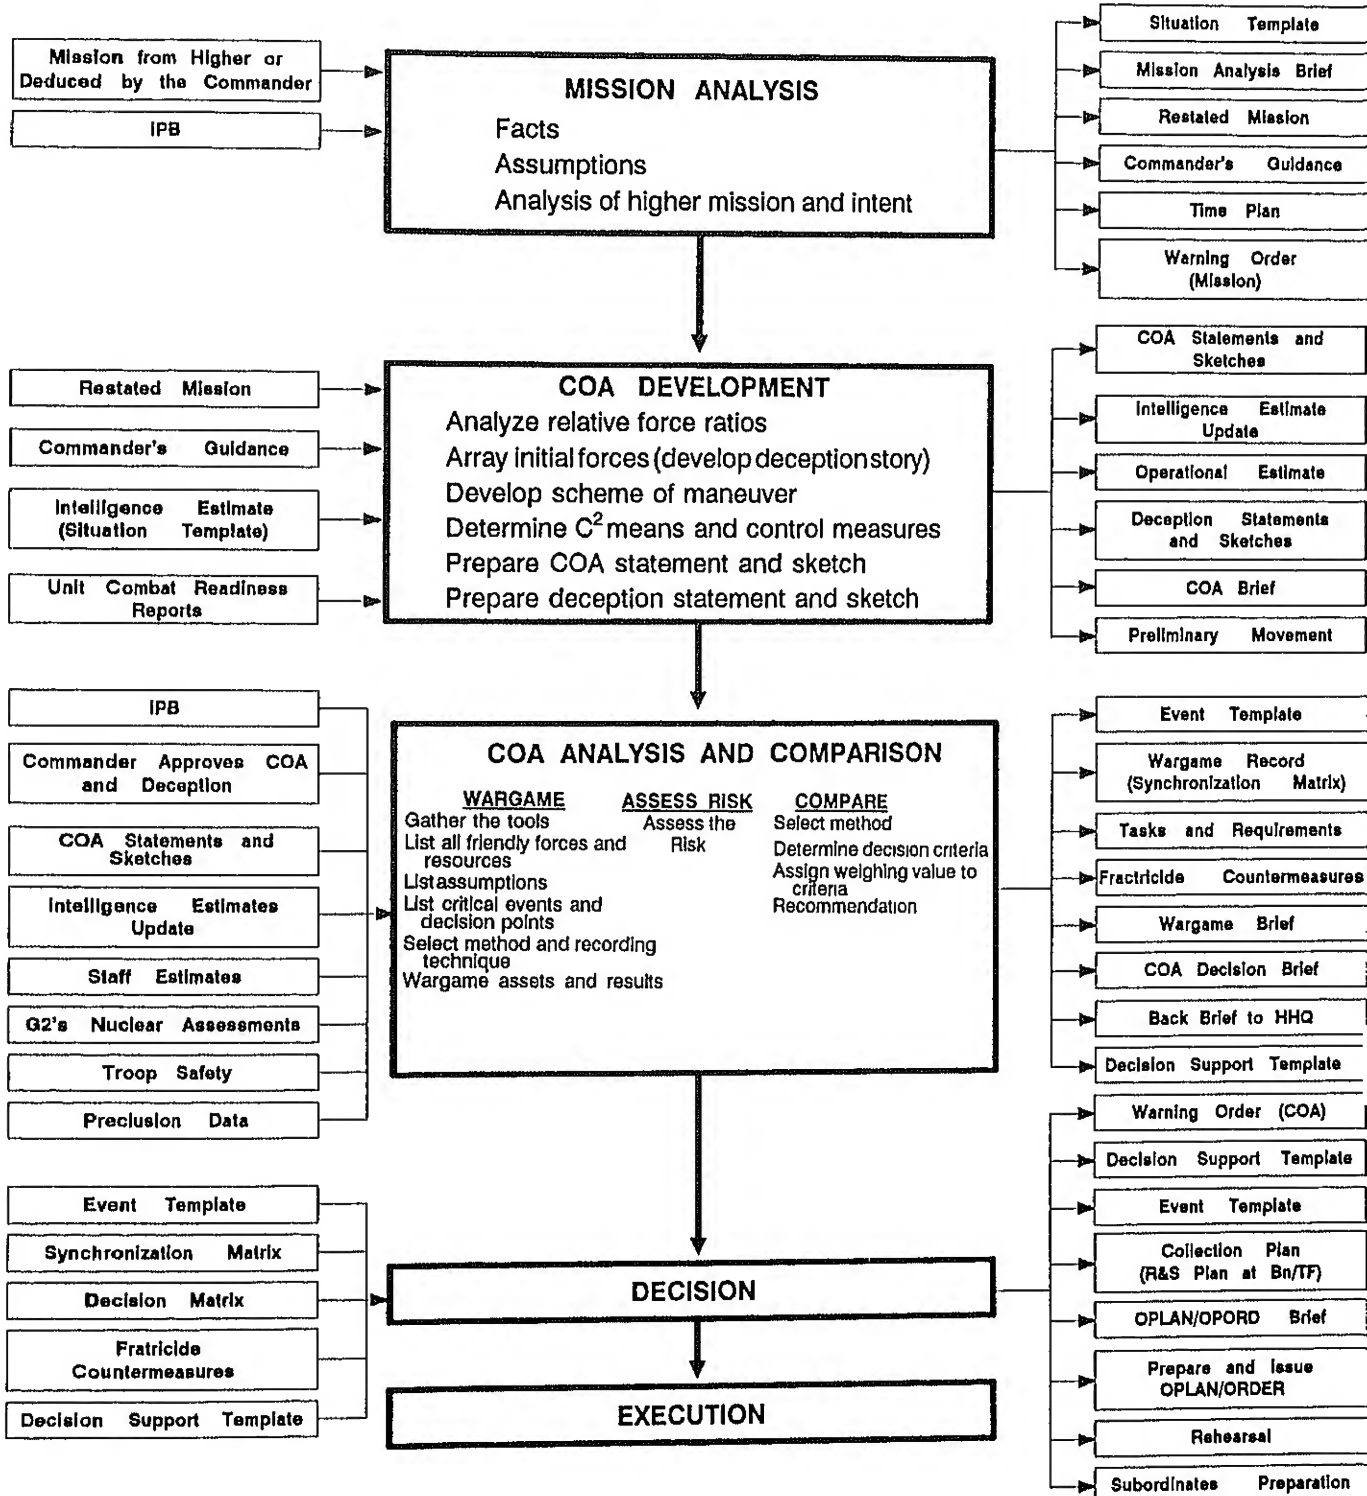 Mission from Higher or
Deduced by the Commander
IPB
MISSION ANALYSIS
Facts
Assumptions
Analysis of higher mission and intent
Situation Template
Mission Analysis Brief
Restated Mission
Commander's Guidance
Time Plan
Warning Order
(Mission)
Restated Mission
Commander's Guidance
Intelligence Estimate
(Situation Template)
Unit Combat Readiness
Reports
COA DEVELOPMENT
Analyze relative force ratios
Array initial forces (develop deception story)
Develop scheme of maneuver
Determine C² means and control measures
Prepare COA statement and sketch
Prepare deception statement and sketch
COA Statements and
Sketches
Intelligence Estimate
Update
Operational Estimate
Deception Statements
and Sketches
COA Brief
Preliminary Movement
IPB
Commander Approves COA
and Deception
COA Statements and
Sketches
Intelligence Estimates
Update
Staff Estimates
G2's Nuclear Assessments
Troop Safety
Preclusion Data
COA ANALYSIS AND COMPARISON
WARGAME
Gather the tools
List all friendly forces and
resources
List assumptions
List critical events and
decision points
Select method and recording
technique
Wargame assets and results
ASSESS RISK
Assess the
Risk
COMPARE
Select method
Determine decision criteria
Assign weighing value to
criteria
Recommendation
Event Template
Wargame Record
(Synchronization Matrix)
Tasks and Requirements
Fractricide Countermeasures
Wargame Brief
COA Decision Brief
Back Brief to HHQ
Decision Support Template
Event Template
Synchronization Matrix
Decision Matrix
Fratricide
Countermeasures
Decision Support Template
DECISION
EXECUTION
Warning Order (COA)
Decision Support Template
Event Template
Collection Plan
(R&S Plan at Bn/TF)
OPLAN/OPORD Brief
Prepare and Issue
OPLAN/ORDER
Rehearsal
Subordinates Preparation